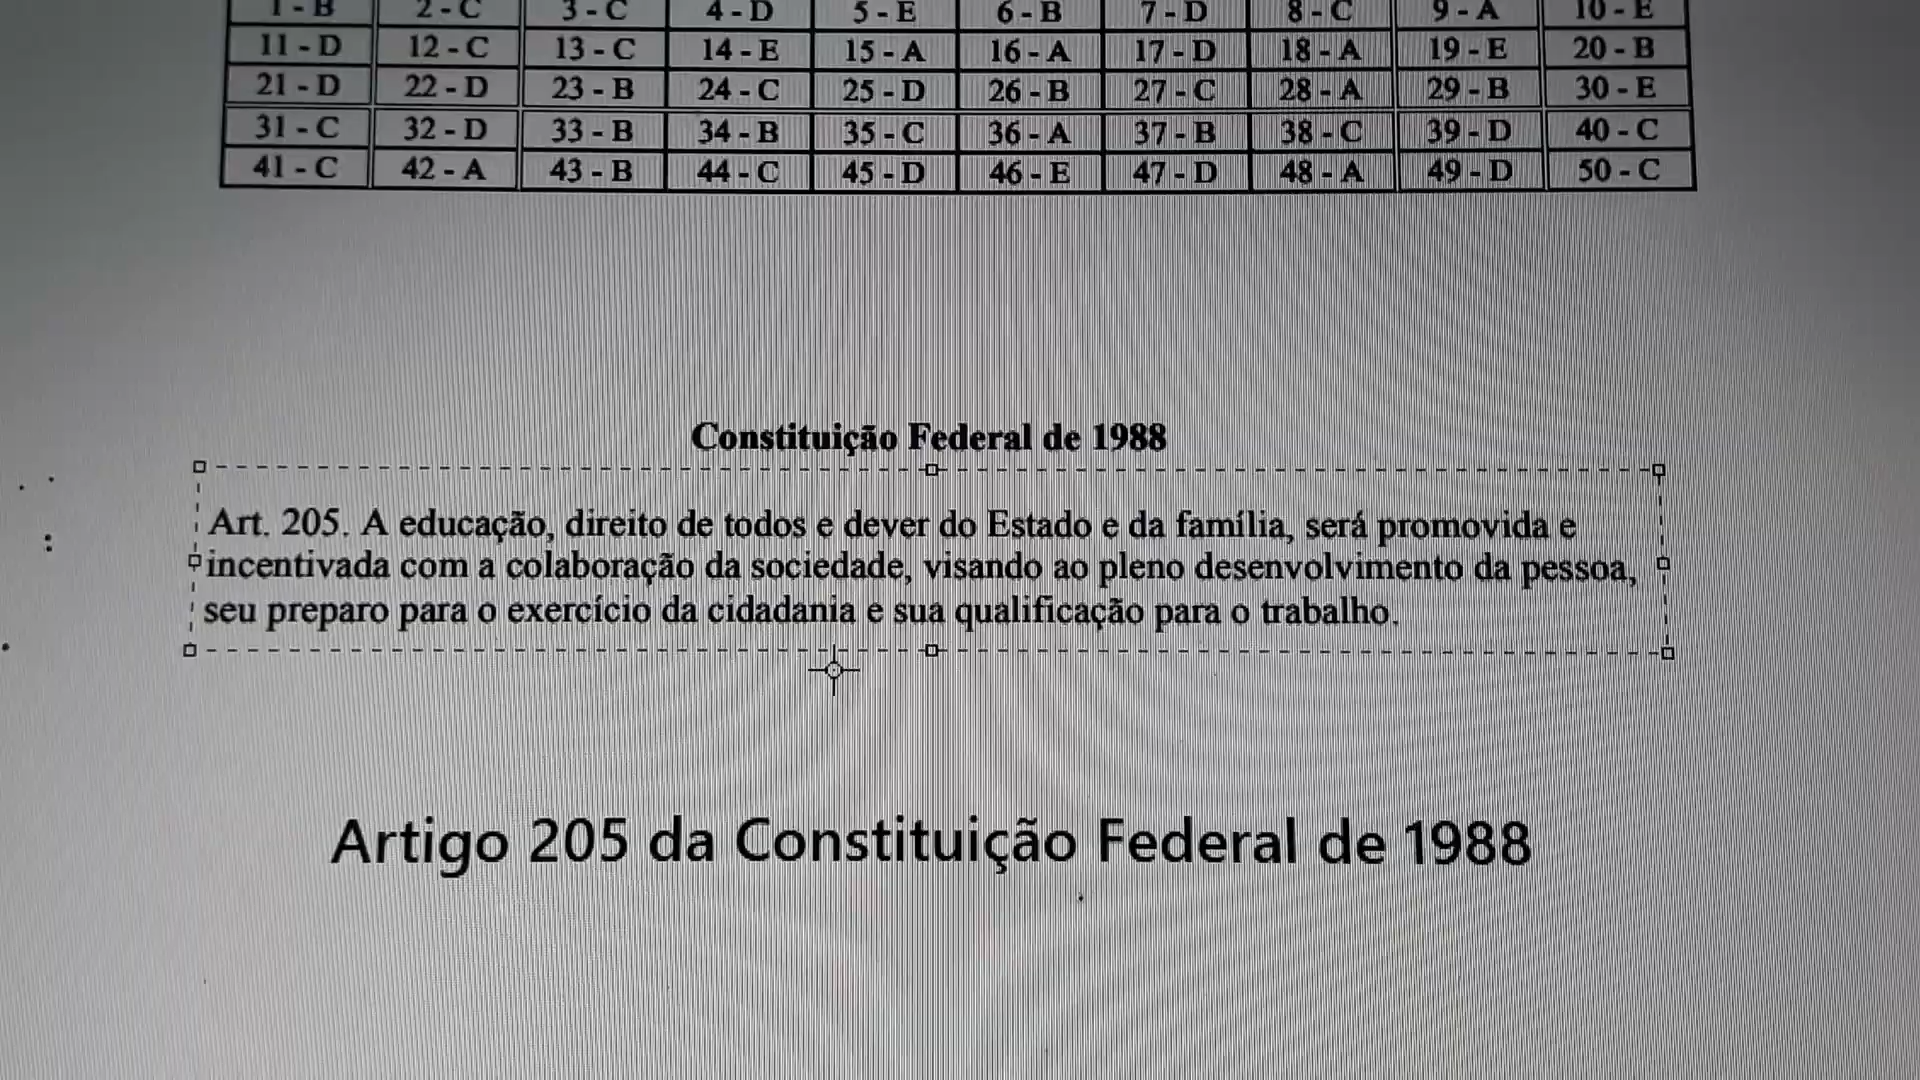 1 - B 2 - C 3 - C 4 - D 5 - E 6 - B 7 - D 8 - C 9 - A 10 - E
11 - D 12 - C 13 - C 14 - E 15 - A 16 - A 17 - D 18 - A 19 - E 20 - B
21 - D 22 - D 23 - B 24 - C 25 - D 26 - B 27 - C 28 - A 29 - B 30 - E
31 - C 32 - D 33 - B 34 - B 35 - C 36 - A 37 - B 38 - C 39 - D 40 - C
41 - C 42 - A 43 - B 44 - C 45 - D 46 - E 47 - D 48 - A 49 - D 50 - C
Constituição Federal de 1988
Art. 205. A educação, direito de todos e dever do Estado e da família, será promovida e
incentivada com a colaboração da sociedade, visando ao pleno desenvolvimento da pessoa,
seu preparo para o exercício da cidadania e sua qualificação para o trabalho.
Artigo 205 da Constituição Federal de 1988